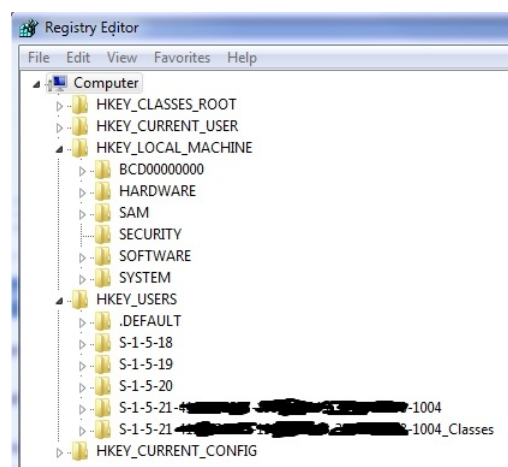 Registry Editor
File Edit View Favorites Help
Computer
HKEY_CLASSES_ROOT
HKEY_CURRENT_USER
HKEY_LOCAL_MACHINE
BCD00000000
HARDWARE
SAM
SECURITY
SOFTWARE
SYSTEM
HKEY_USERS
.DEFAULT
S-1-5-18
S-1-5-19
S-1-5-20
S-1-5-21- -1004
S-1-5-21- -1004_Classes
HKEY_CURRENT_CONFIG